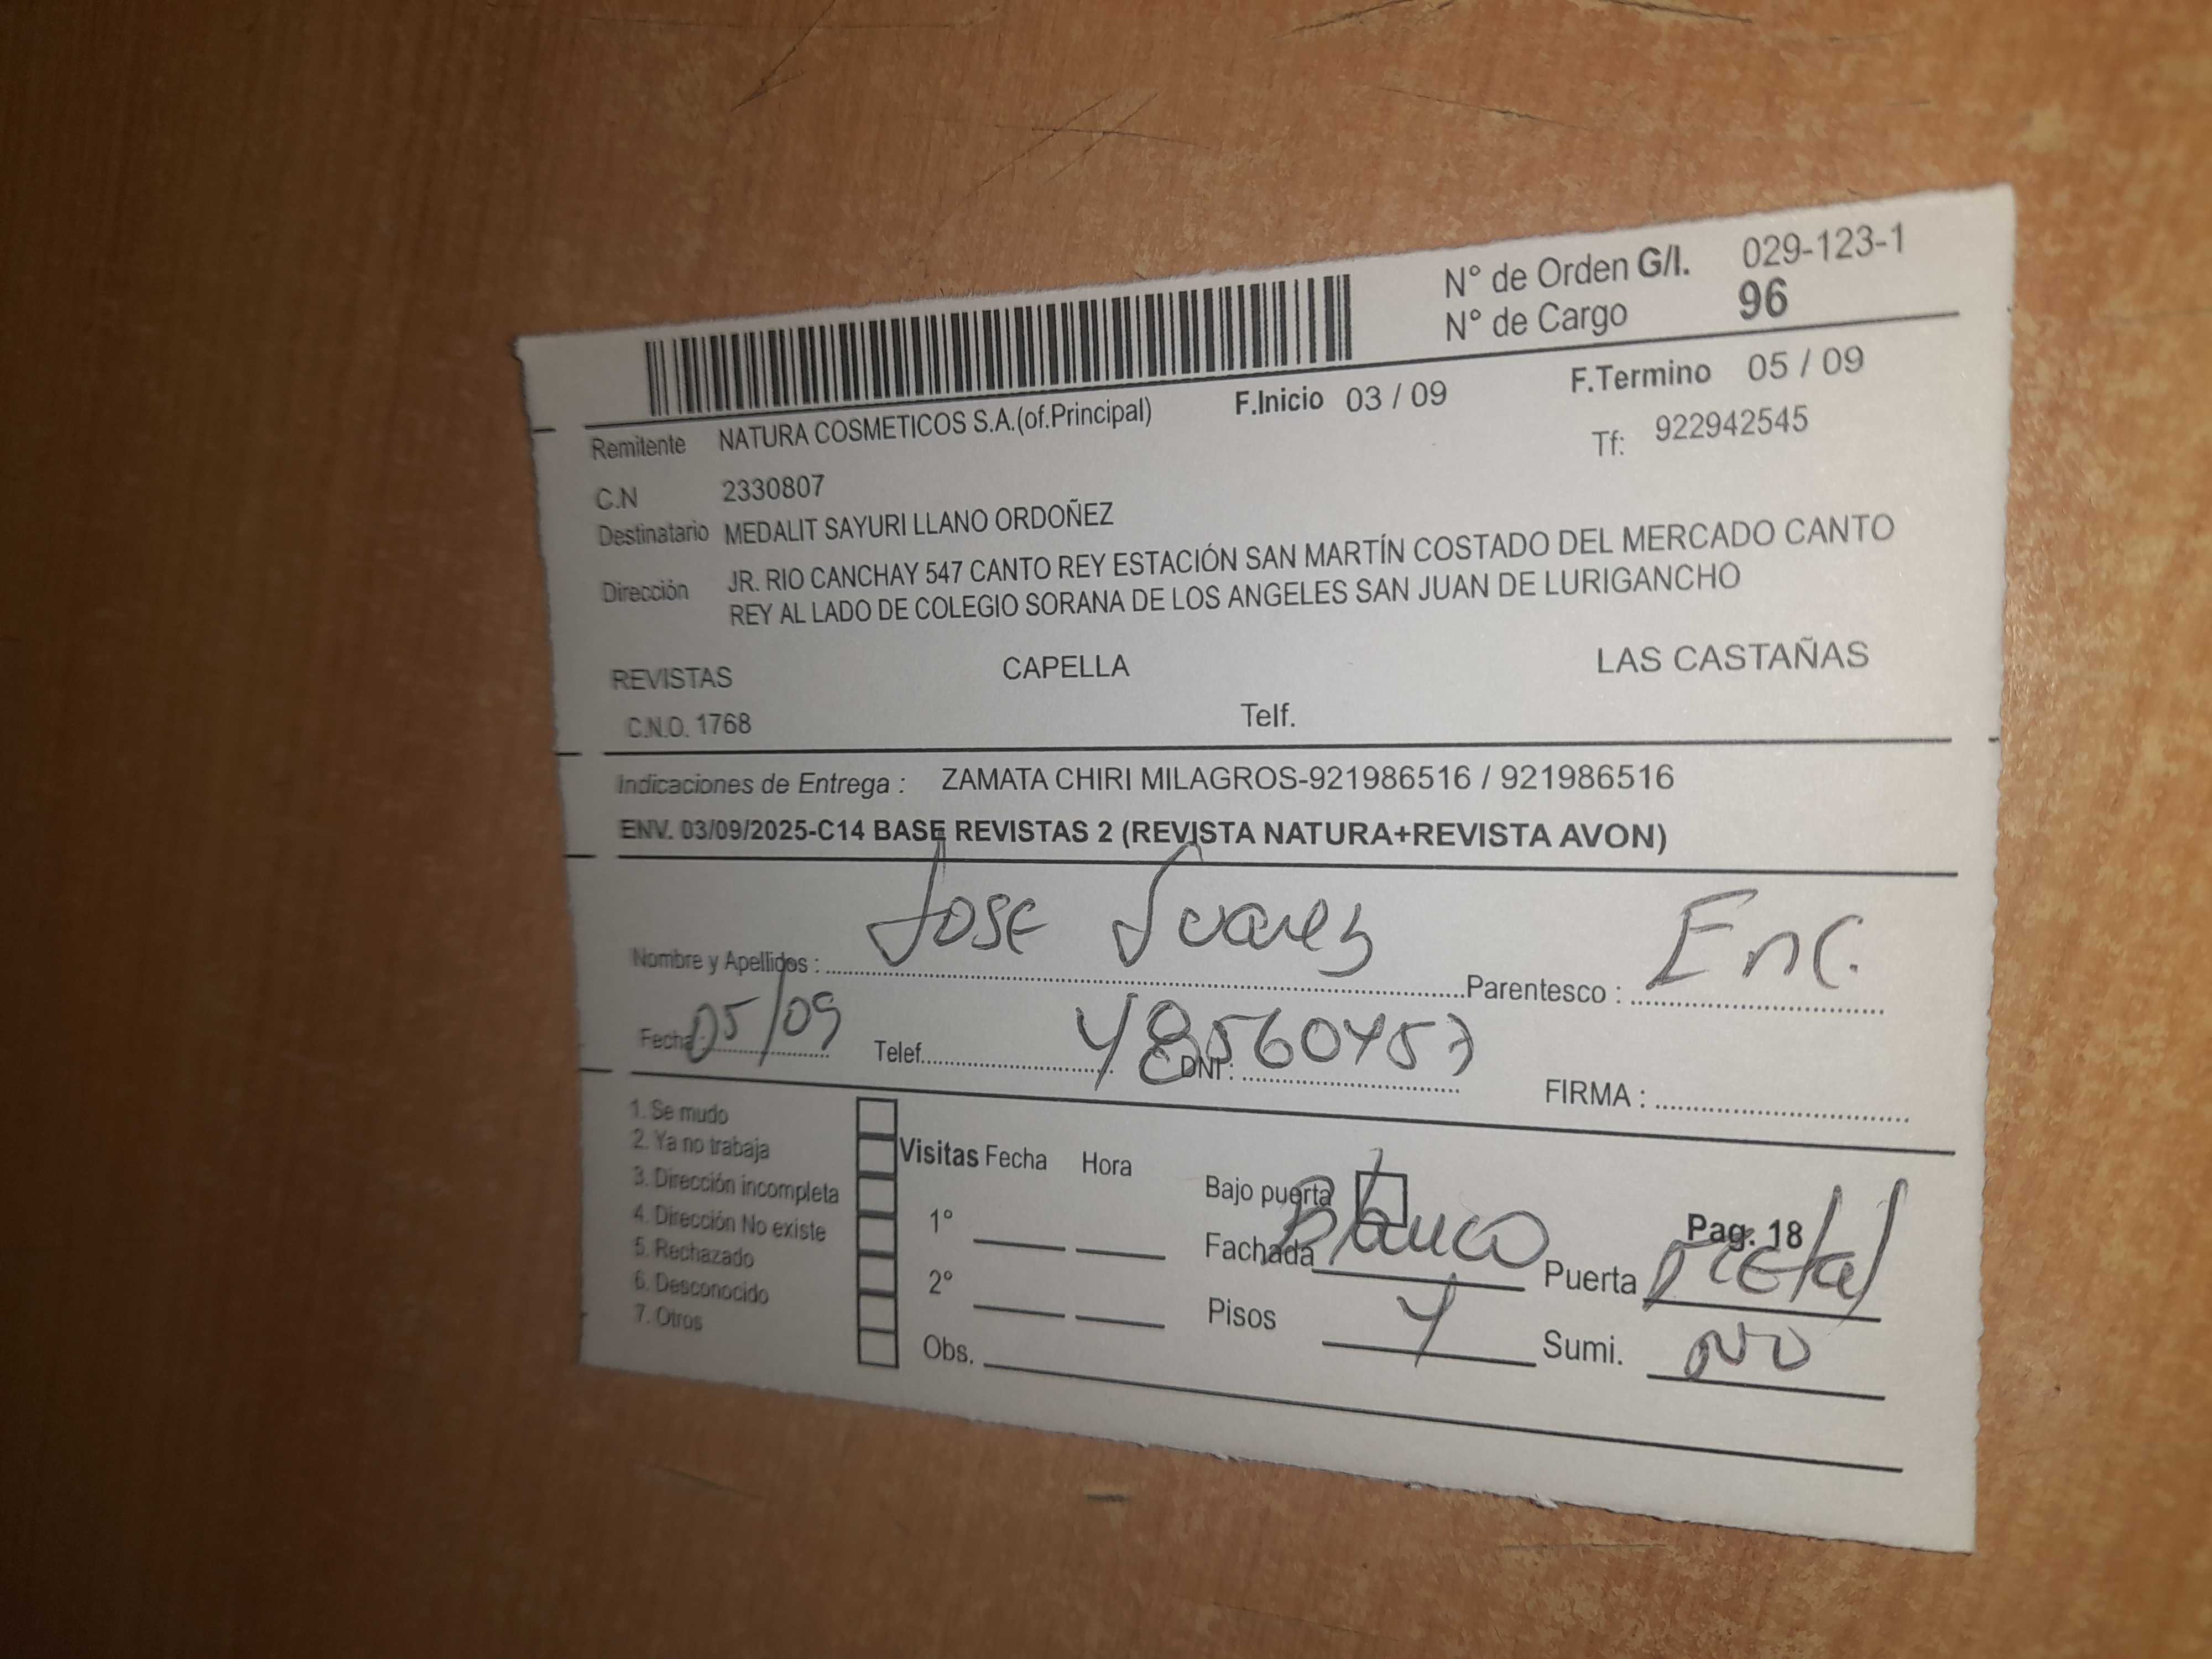 N° de Orden G/I. 029-123-1
N° de Cargo 96
F.Inicio 03 / 09 F.Termino 05 / 09
Remitente NATURA COSMETICOS S.A.(of.Principal) Tf: 922942545
C.N 2330807
Destinatario MEDALIT SAYURI LLANO ORDOÑEZ
Dirección JR. RIO CANCHAY 547 CANTO REY ESTACIÓN SAN MARTÍN COSTADO DEL MERCADO CANTO
REY AL LADO DE COLEGIO SORANA DE LOS ANGELES SAN JUAN DE LURIGANCHO
REVISTAS CAPELLA LAS CASTAÑAS
C.N.O. 1768 Telf.
Indicaciones de Entrega : ZAMATA CHIRI MILAGROS-921986516 / 921986516
ENV. 03/09/2025-C14 BASE REVISTAS 2 (REVISTA NATURA+REVISTA AVON)
Nombre y Apellidos : Jose Suarez Parentesco : Enc.
Fecha: 05/09 Telef. DNI : 48560457 FIRMA :
1. Se mudo
2. Ya no trabaja
3. Dirección incompleta
4. Dirección No existe
5. Rechazado
6. Desconocido
7. Otros
Visitas Fecha Hora
1°
2°
Obs.
Bajo puerta Pag. 18
Fachada Blanco Puerta metal
Pisos 4 Sumi. NO